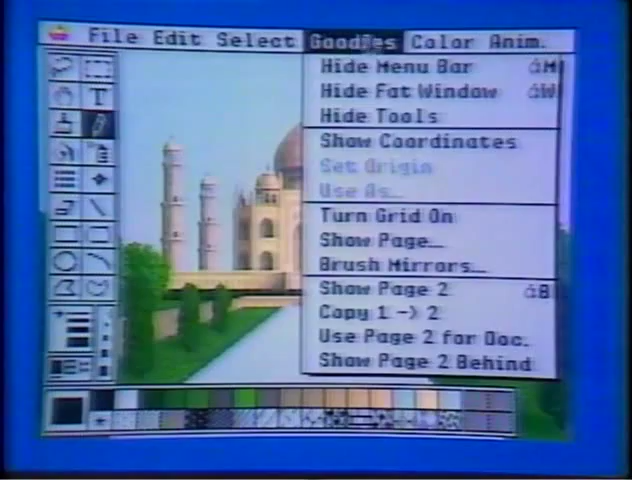 File Edit Select Goodies Color Anim.
T
Hide Menu Bar M
Hide Fat Window W
Hide Tools
Show Coordinates
Set Origin
Use As...
Turn Grid On
Show Page...
Brush Mirrors...
Show Page 2 B
Copy 1 -> 2
Use Page 2 for Doc.
Show Page 2 Behind